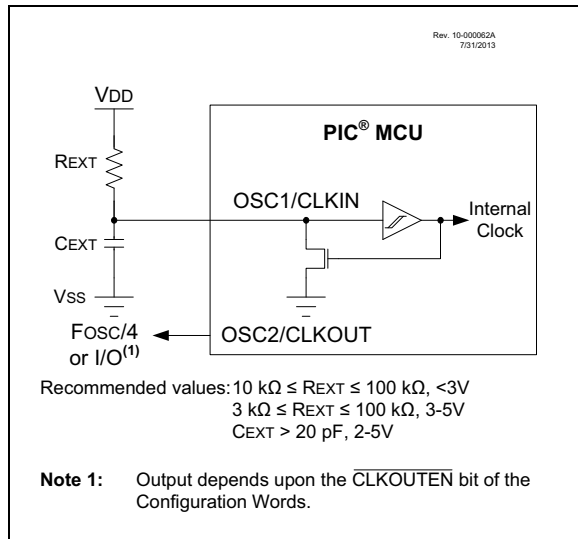 Rev. 10-000062A
7/31/2013
VDD
PIC® MCU
REXT
OSC1/CLKIN
Internal
Clock
CEXT
VSS
FOSC/4
or I/O(1)
OSC2/CLKOUT
Recommended values: 10 kΩ ≤ REXT ≤ 100 kΩ, <3V
3 kΩ ≤ REXT ≤ 100 kΩ, 3-5V
CEXT > 20 pF, 2-5V
Note 1: Output depends upon the CLKOUTEN bit of the
Configuration Words.